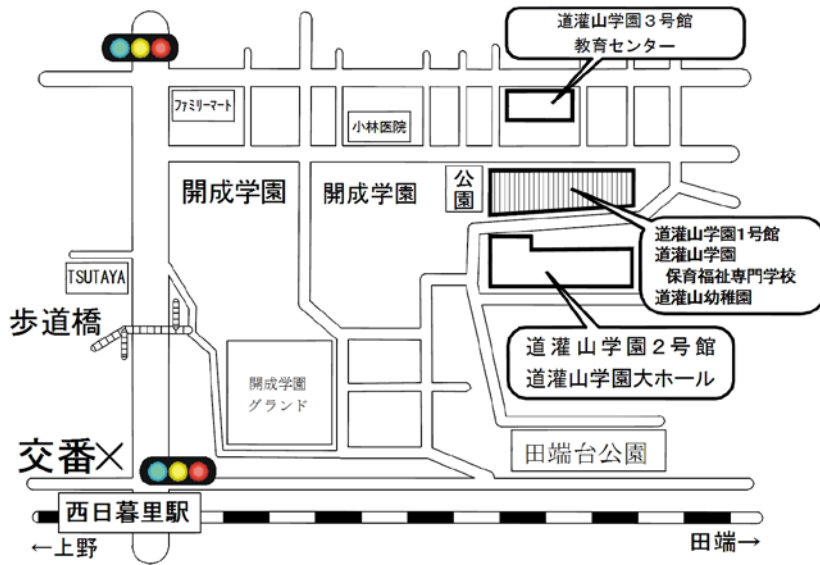 道灌山学園３号館
教育センター
ファミリーマート
小林医院
開成学園
開成学園
公
園
道灌山学園1号館
道灌山学園
保育福祉専門学校
道灌山幼稚園
TSUTAYA
歩道橋
道灌山学園２号館
道灌山学園大ホール
開成学園
グランド
交番×
田端台公園
西日暮里駅
←上野
田端→